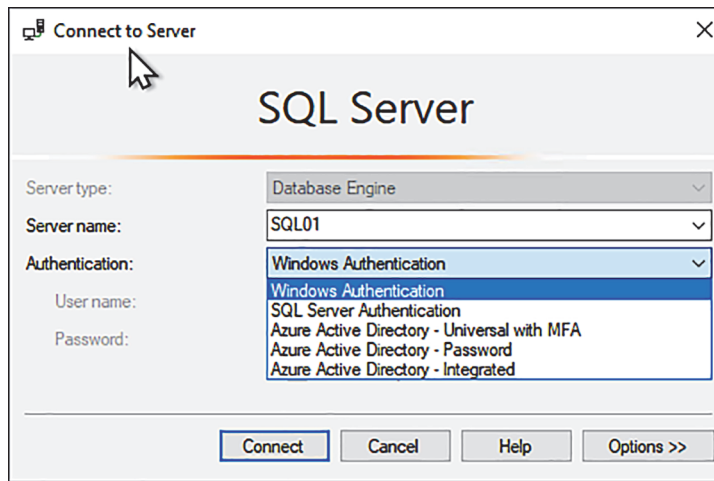 Connect to Server
SQL Server
Server type: Database Engine
Server name: SQL01
Authentication: Windows Authentication
Windows Authentication
User name:
SQL Server Authentication
Azure Active Directory - Universal with MFA
Password:
Azure Active Directory - Password
Azure Active Directory - Integrated
Connect Cancel Help Options >>